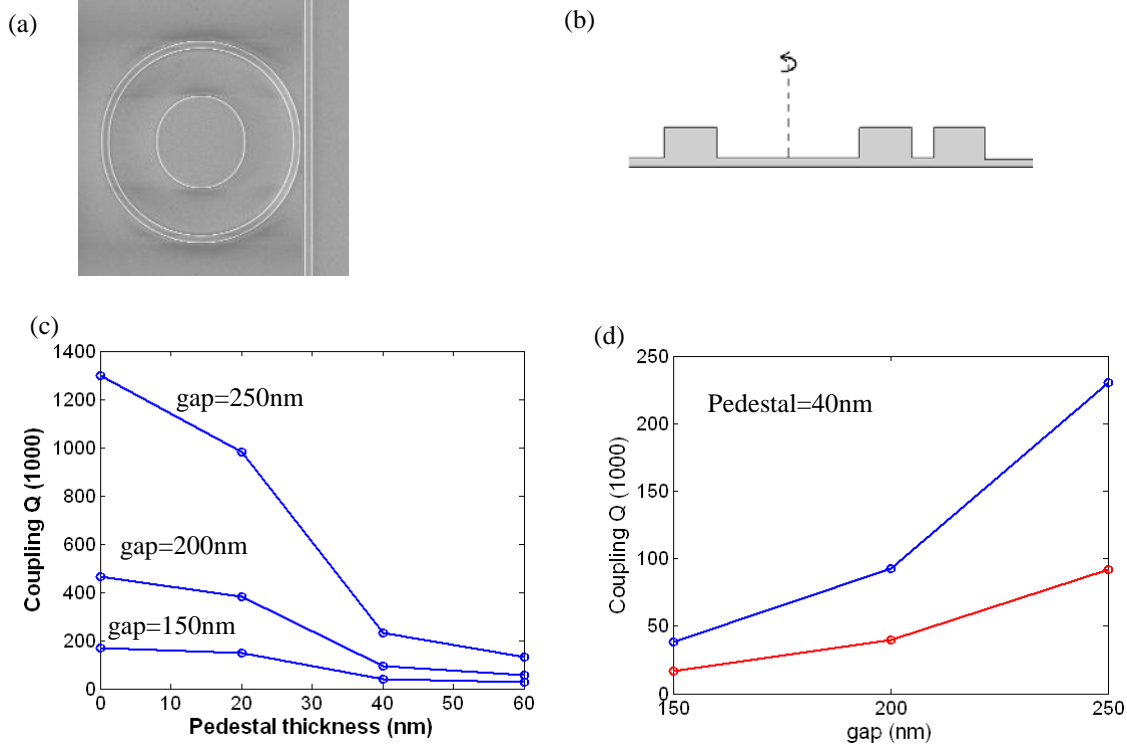 (a)
(b)
(c)
1400
1200
1000
800
600
400
200
0
Coupling Q (1000)
gap=250nm
gap=200nm
gap=150nm
0 10 20 30 40 50 60
Pedestal thickness (nm)
(d)
250
200
150
100
50
0
Coupling Q (1000)
Pedestal=40nm
150 200 250
gap (nm)